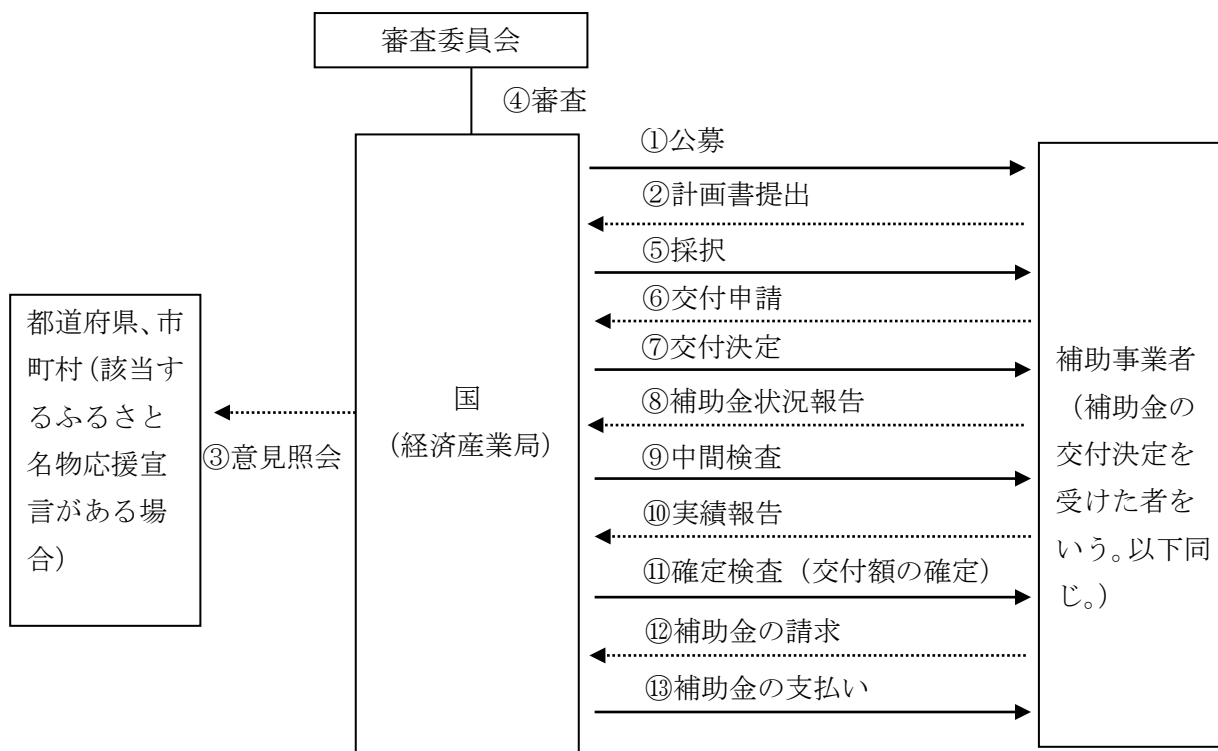 審査委員会
④審査
①公募
②計画書提出
⑤採択
⑥交付申請
⑦交付決定
⑧補助金状況報告
⑨中間検査
⑩実績報告
⑪確定検査（交付額の確定）
⑫補助金の請求
⑬補助金の支払い
都道府県、市
町村（該当す
るふるさと
名物応援宣
言がある場
合）
③意見照会
国
（経済産業局）
補助事業者
（補助金の
交付決定を
受けた者を
いう。以下同
じ。）